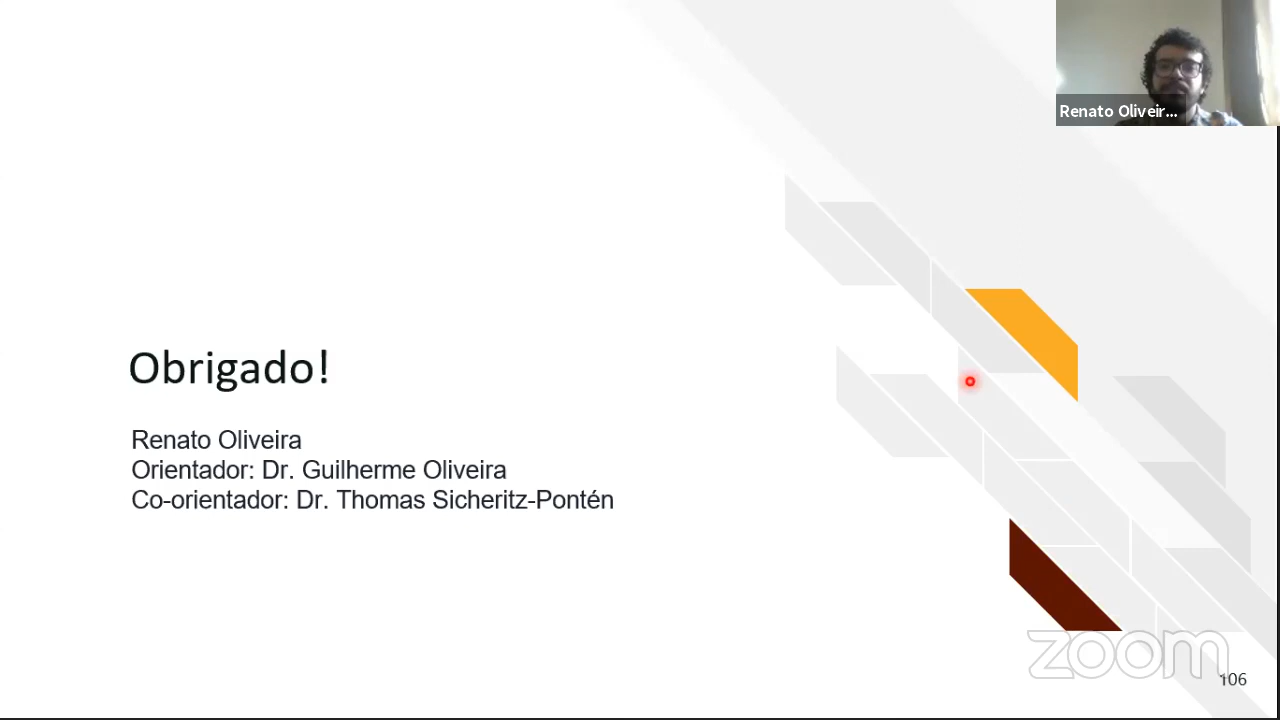 Renato Oliveir...
Obrigado!
Renato Oliveira
Orientador: Dr. Guilherme Oliveira
Co-orientador: Dr. Thomas Sicheritz-Pontén
zoom
106